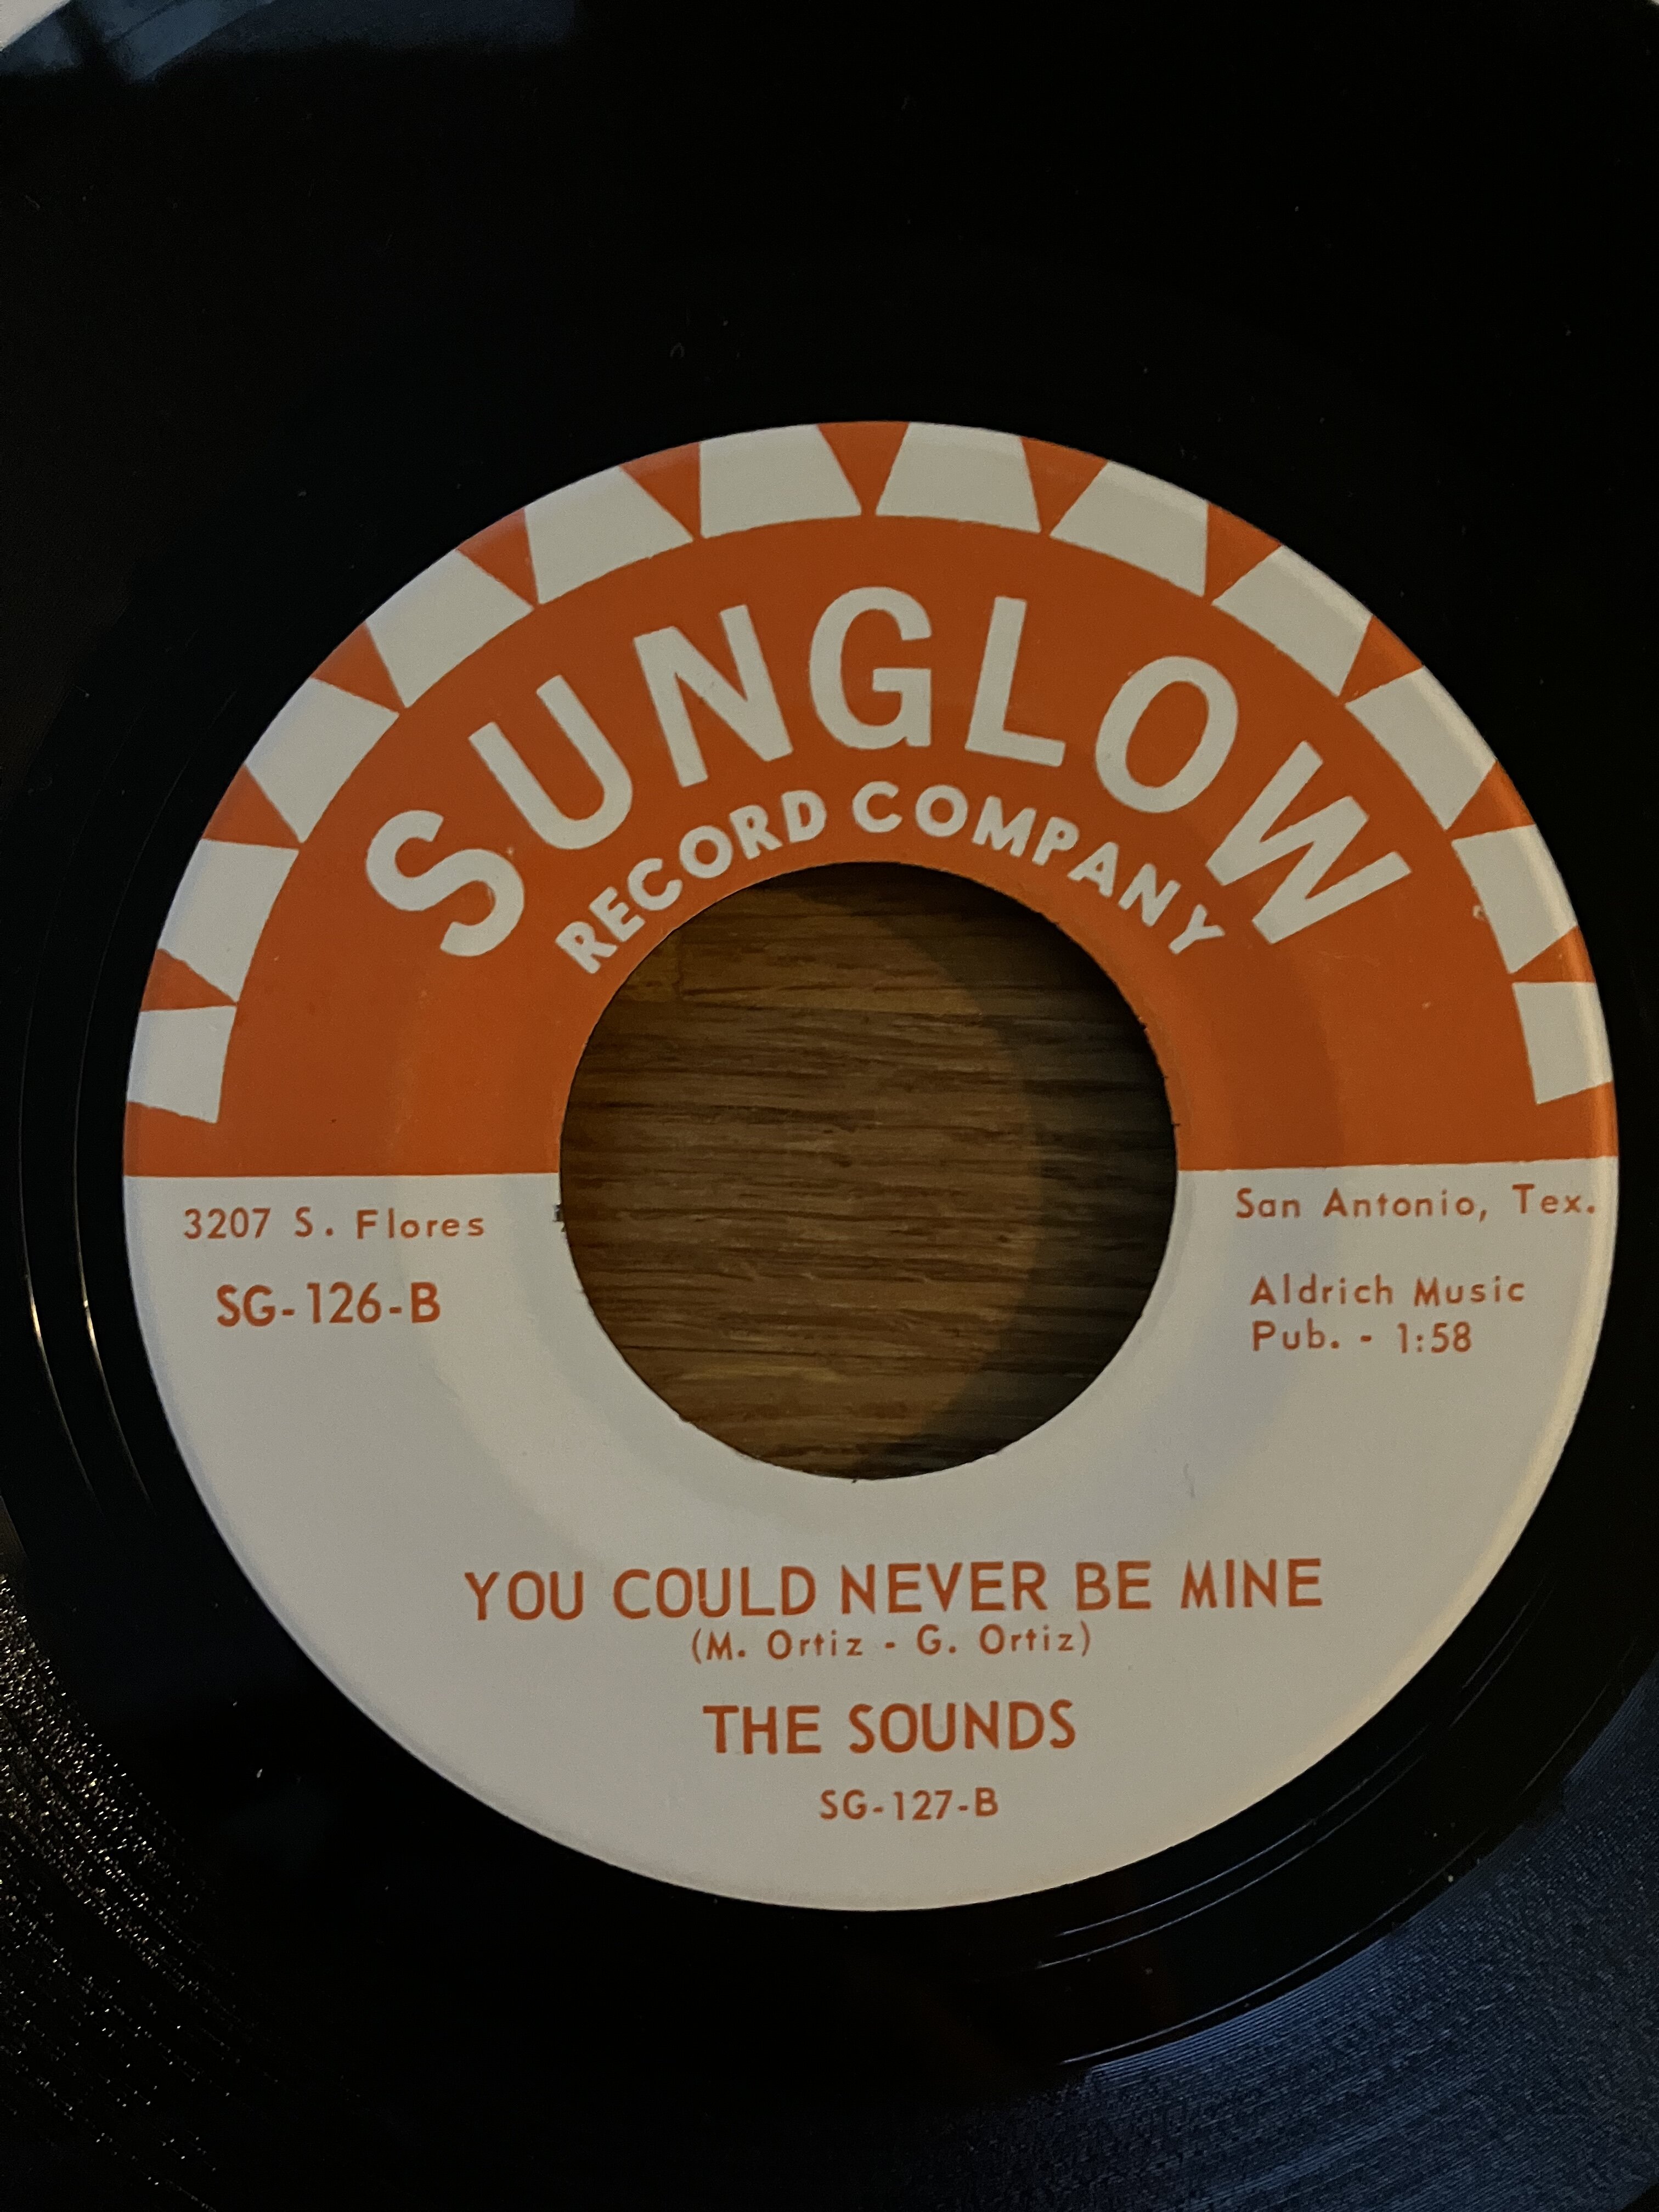 SUNGLOW
RECORD COMPANY
3207 S. Flores
San Antonio, Tex.
SG-126-B
Aldrich Music
Pub. - 1:58
YOU COULD NEVER BE MINE
(M. Ortiz - G. Ortiz)
THE SOUNDS
SG-127-B